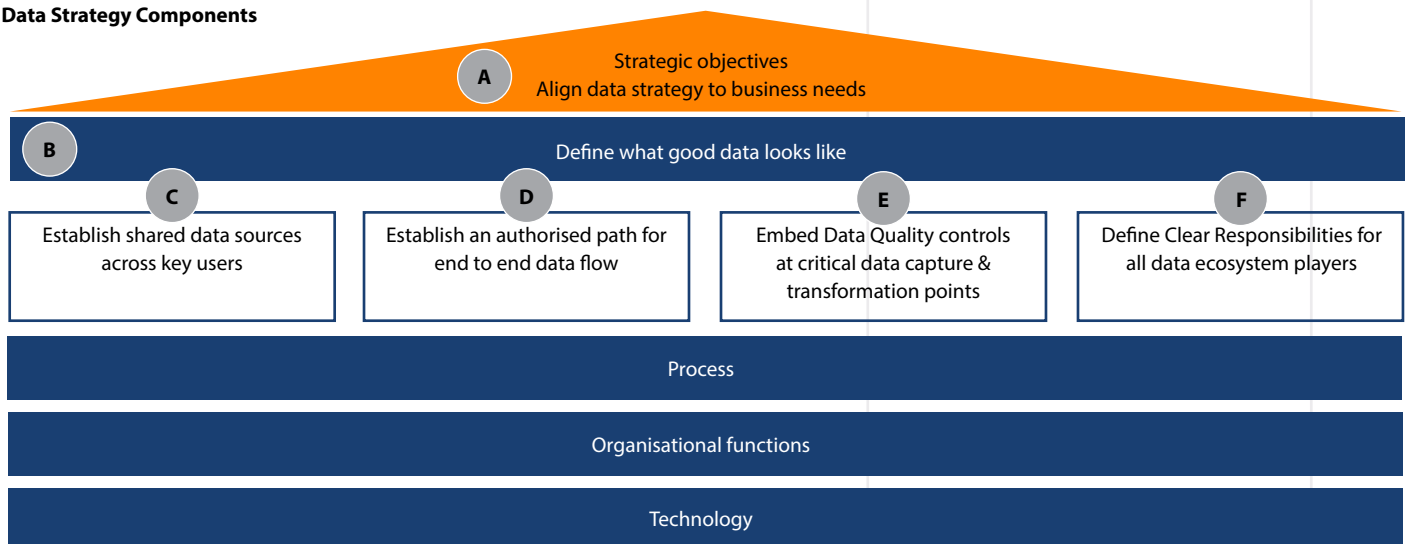 Data Strategy Components
A
Strategic objectives
Align data strategy to business needs
B
Define what good data looks like
C
Establish shared data sources
across key users
D
Establish an authorised path for
end to end data flow
E
Embed Data Quality controls
at critical data capture &
transformation points
F
Define Clear Responsibilities for
all data ecosystem players
Process
Organisational functions
Technology